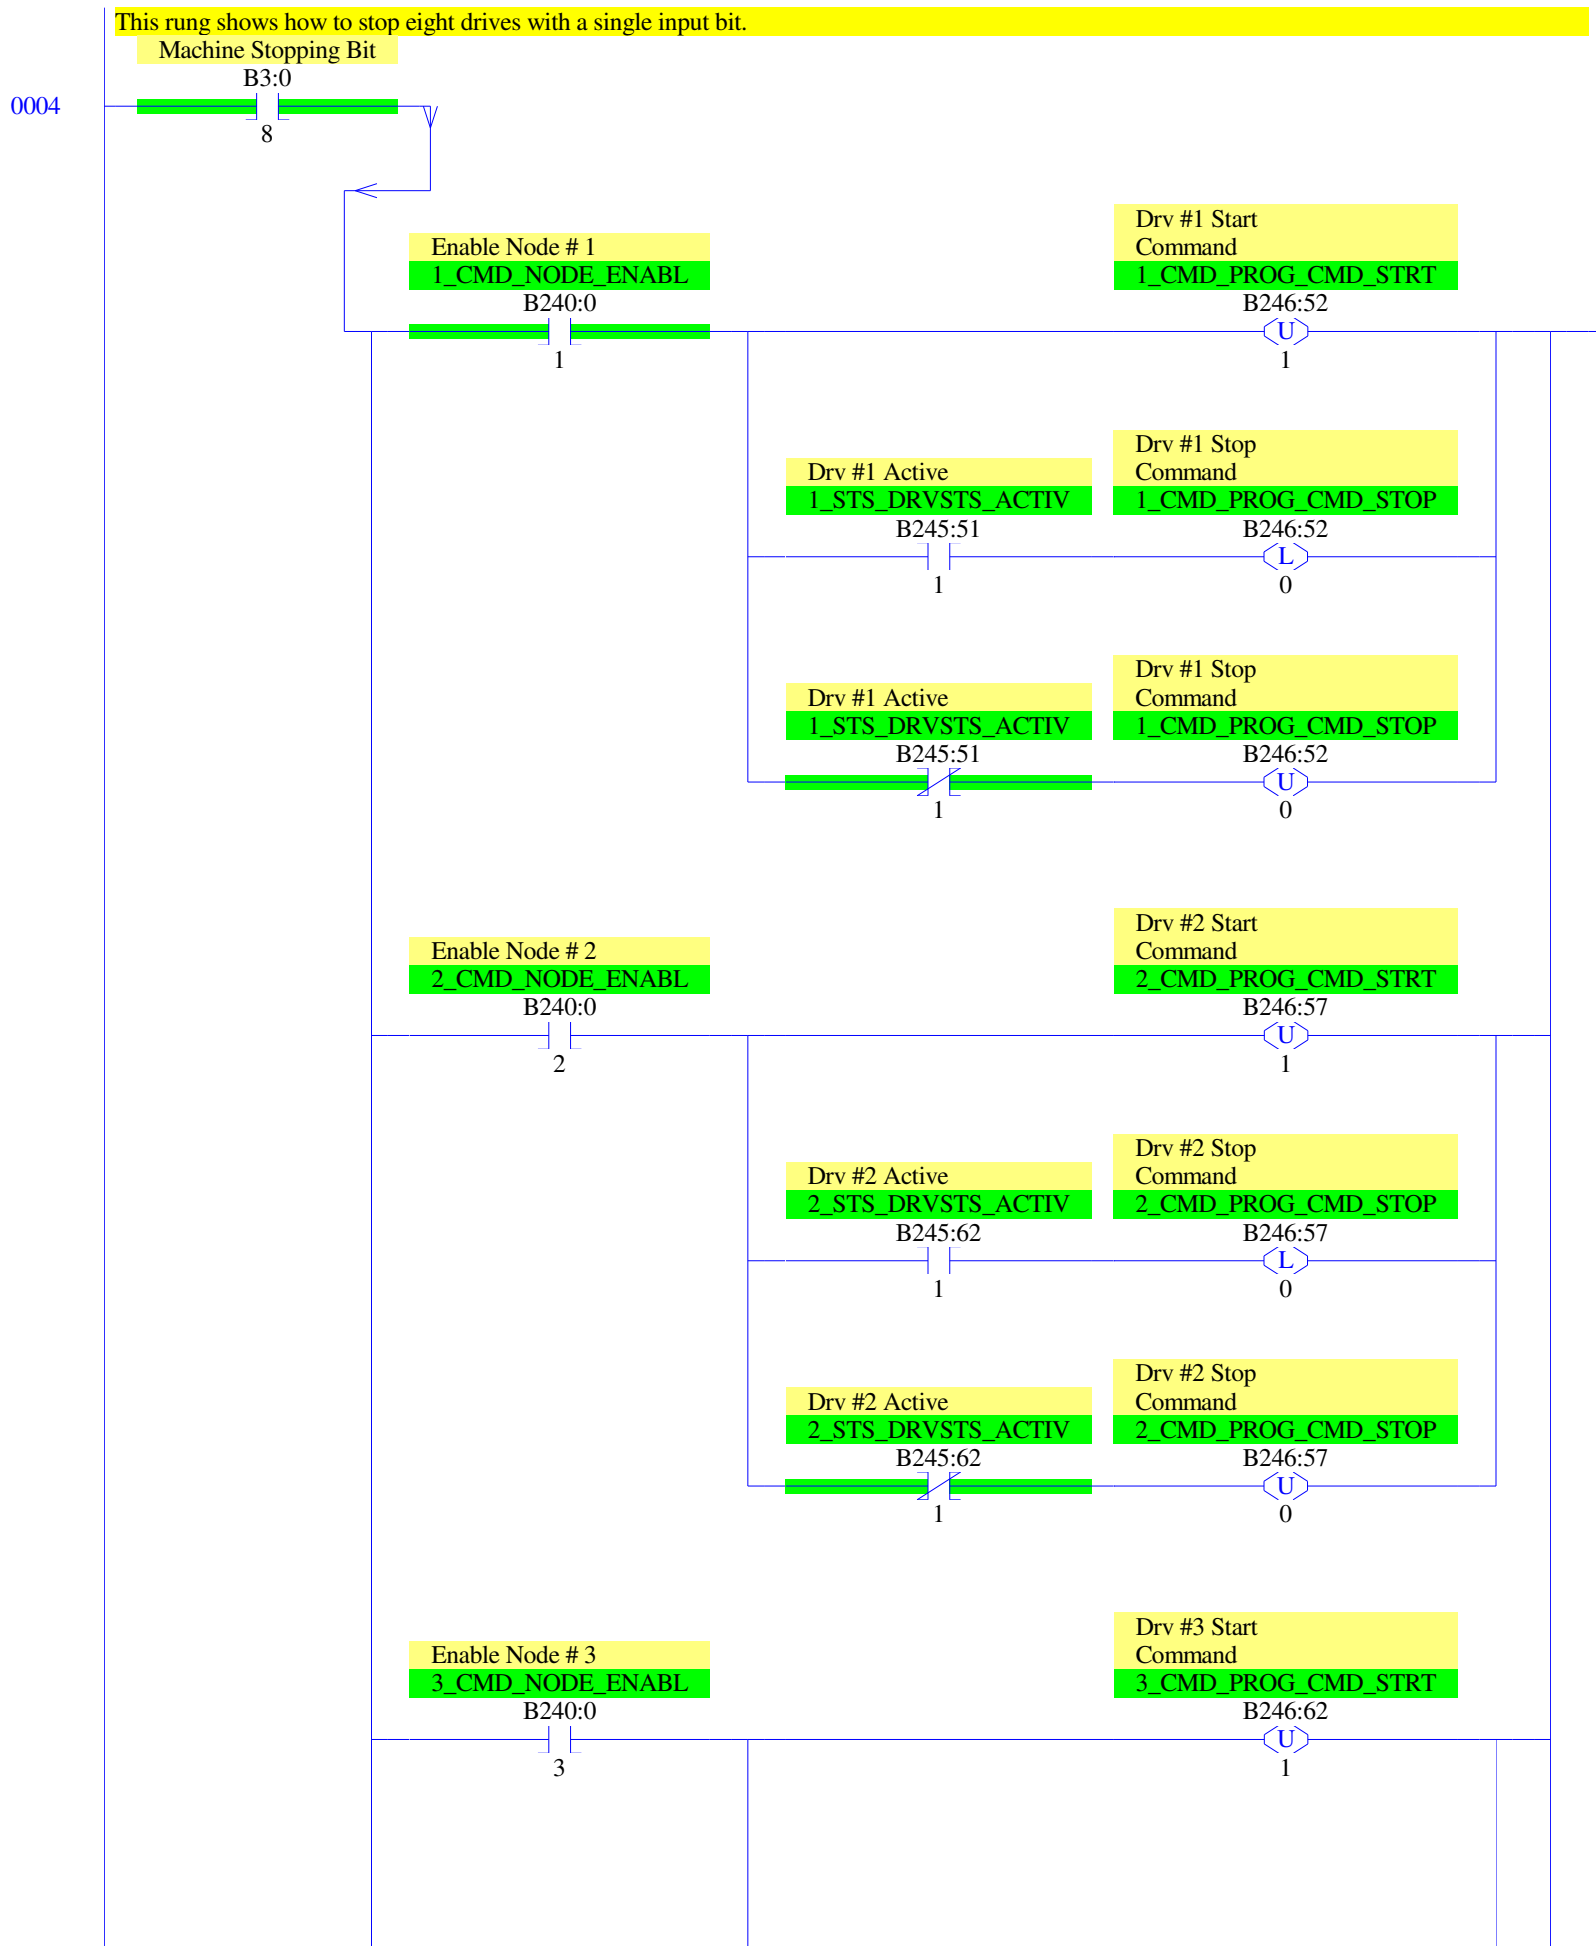 This rung shows how to stop eight drives with a single input bit.
Machine Stopping Bit
B3:0
0004
8
Drv #1 Start
Enable Node # 1
Command
1_CMD_NODE_ENABL
1_CMD_PROG_CMD_STRT
B240:0
B246:52
U
1
1
Drv #1 Stop
Drv #1 Active
Command
1_STS_DRVSTS_ACTIV
1_CMD_PROG_CMD_STOP
B245:51
B246:52
L
1
0
Drv #1 Stop
Drv #1 Active
Command
1_STS_DRVSTS_ACTIV
1_CMD_PROG_CMD_STOP
B245:51
B246:52
U
1
0
Drv #2 Start
Enable Node # 2
Command
2_CMD_NODE_ENABL
2_CMD_PROG_CMD_STRT
B240:0
B246:57
U
2
1
Drv #2 Stop
Drv #2 Active
Command
2_STS_DRVSTS_ACTIV
2_CMD_PROG_CMD_STOP
B245:62
B246:57
L
1
0
Drv #2 Stop
Drv #2 Active
Command
2_STS_DRVSTS_ACTIV
2_CMD_PROG_CMD_STOP
B245:62
B246:57
U
1
0
Drv #3 Start
Enable Node # 3
Command
3_CMD_NODE_ENABL
3_CMD_PROG_CMD_STRT
B240:0
B246:62
U
3
1